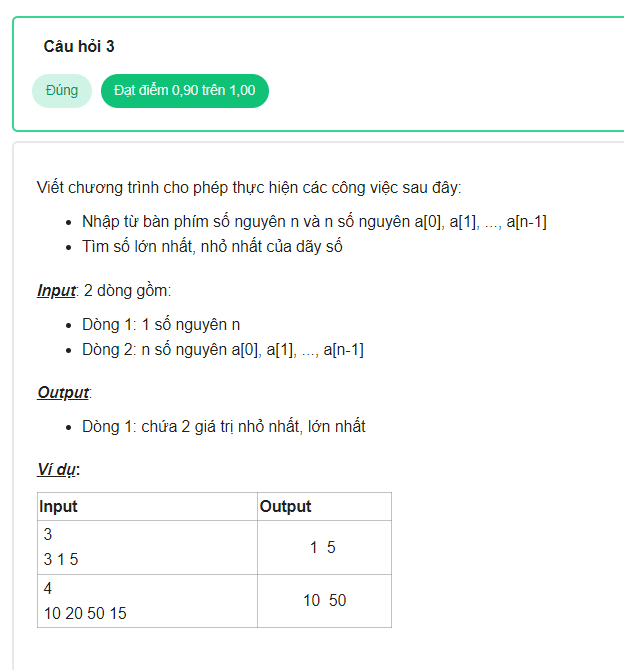 Câu hỏi 3
Đúng
Đạt điểm 0,90 trên 1,00
Viết chương trình cho phép thực hiện các công việc sau đây:
• Nhập từ bàn phím số nguyên n và n số nguyên a[0], a[1], ..., a[n-1]
• Tìm số lớn nhất, nhỏ nhất của dãy số
Input: 2 dòng gồm:
• Dòng 1: 1 số nguyên n
• Dòng 2: n số nguyên a[0], a[1], ..., a[n-1]
Output:
• Dòng 1: chứa 2 giá trị nhỏ nhất, lớn nhất
Ví dụ:
Input Output
3
3 1 5
1 5
4
10 20 50 15
10 50